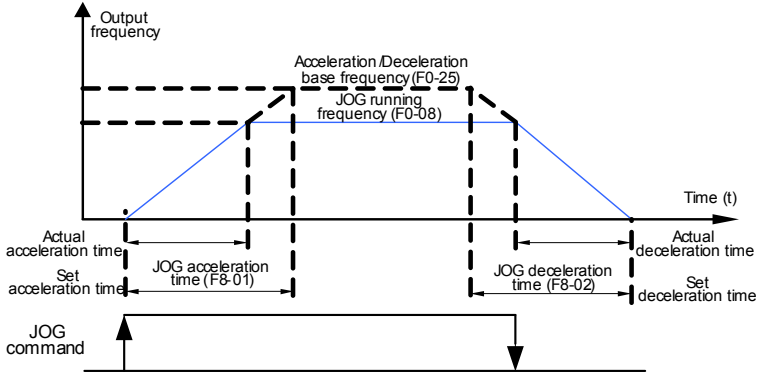 Output
frequency
Acceleration/Deceleration
base frequency(F0-25)
JOG running
frequency (F0-08)
Time (t)
Actual
acceleration time
Set
acceleration time
JOG acceleration
time (F8-01)
JOG deceleration
time (F8-02)
Actual
deceleration time
Set
deceleration time
JOG
command